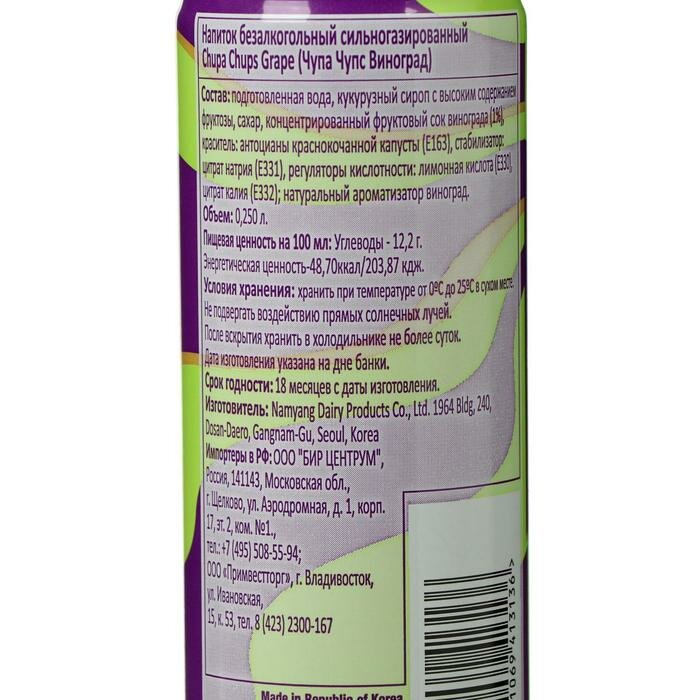 Напиток безалкогольный сильногазированный
Chupa Chups Grape (Чупа Чупс Виноград)
Состав: подготовленная вода, кукурузный сироп с высоким содержанием
фруктозы, сахар, концентрированный фруктовый сок винограда (1%),
краситель: антоцианы краснокочанной капусты (Е163), стабилизатор:
цитрат натрия (Е331), регуляторы кислотности: лимонная кислота (Е330),
цитрат калия (Е332); натуральный ароматизатор виноград.
Объем: 0,250 л.
Пищевая ценность на 100 мл: Углеводы - 12,2 г.
Энергетическая ценность-48,70ккал/203,87 кдж.
Условия хранения: хранить при температуре от 0ºС до 25ºС в сухом месте.
Не подвергать воздействию прямых солнечных лучей.
После вскрытия хранить в холодильнике не более суток.
Дата изготовления указана на дне банки.
Срок годности: 18 месяцев с даты изготовления.
Изготовитель: Namyang Dairy Products Co., Ltd. 1964 Bldg, 240,
Dosan-Daero, Gangnam-Gu, Seoul, Korea
Импортеры в РФ: ООО "БИР ЦЕНТРУМ",
Россия, 141143, Московская обл.,
г. Щелково, ул. Аэродромная, д. 1, корп.
17, эт. 2, ком. №1.,
тел.: +7 (495) 508-55-94;
ООО «Примвестторг», г. Владивосток,
ул. Ивановская,
15, к. 53, тел. 8 (423) 2300-167
Made in Republic of Korea
069413136>